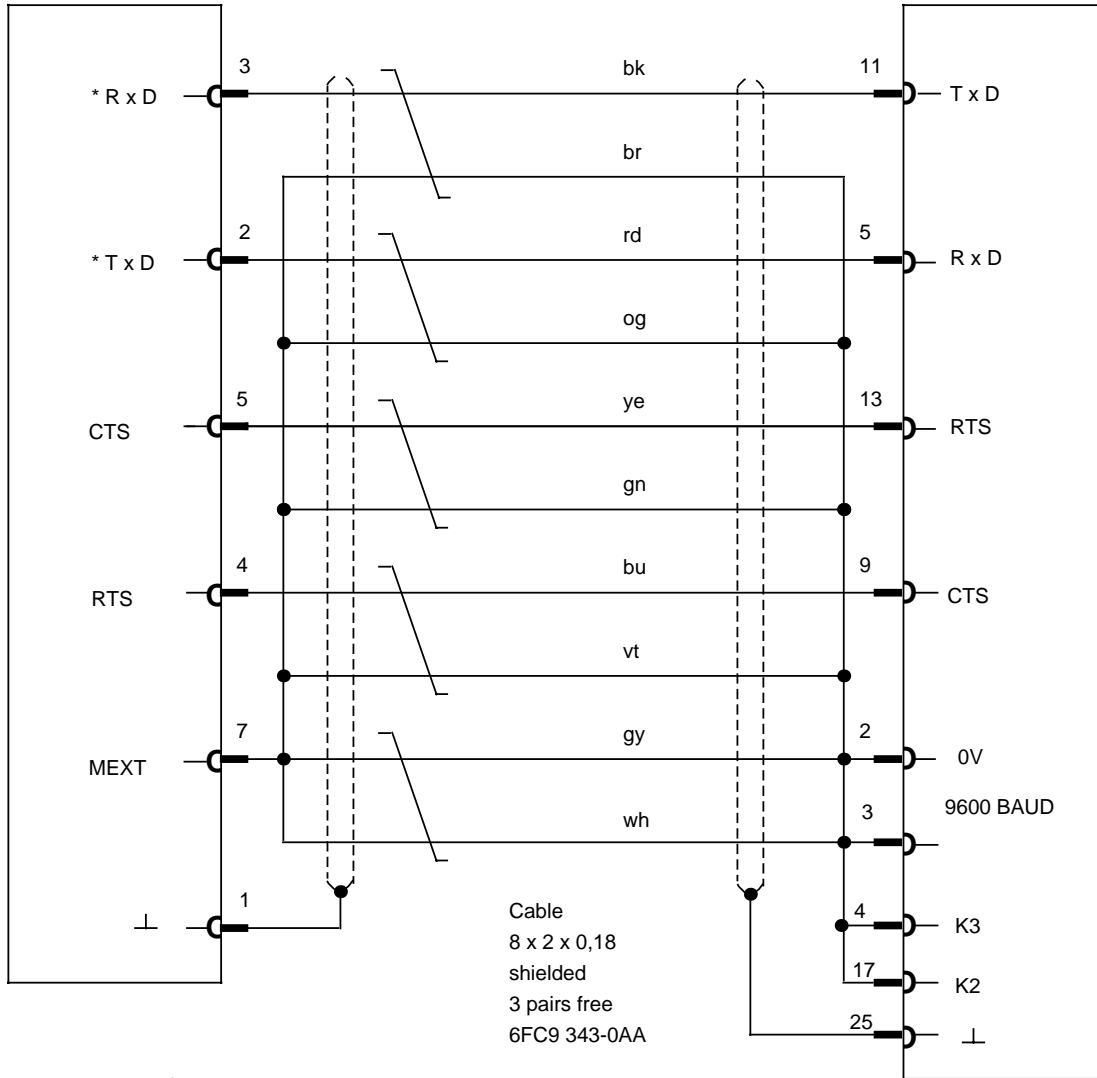 3 bk 11
* R x D T x D
br
2 rd 5
* T x D R x D
og
5 ye 13
CTS RTS
gn
4 bu 9
RTS CTS
vt
7 gy 2
MEXT 0V
3 9600 BAUD
wh
1
Cable
8 x 2 x 0,18
shielded
3 pairs free
6FC9 343-0AA
4 K3
17 K2
25